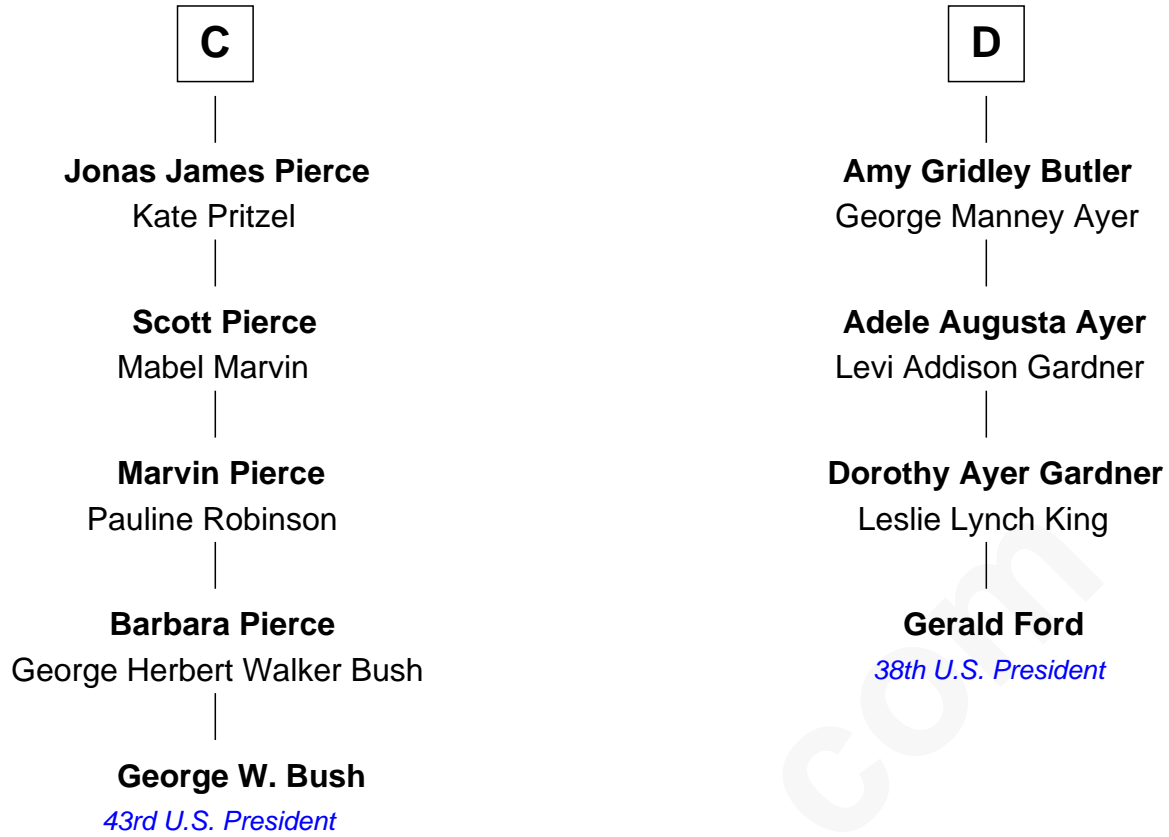 C
Jonas James Pierce
Kate Pritzel
Scott Pierce
Mabel Marvin
Marvin Pierce
Pauline Robinson
Barbara Pierce
George Herbert Walker Bush
George W. Bush
43rd U.S. President
D
Amy Gridley Butler
George Manney Ayer
Adele Augusta Ayer
Levi Addison Gardner
Dorothy Ayer Gardner
Leslie Lynch King
Gerald Ford
38th U.S. President
com